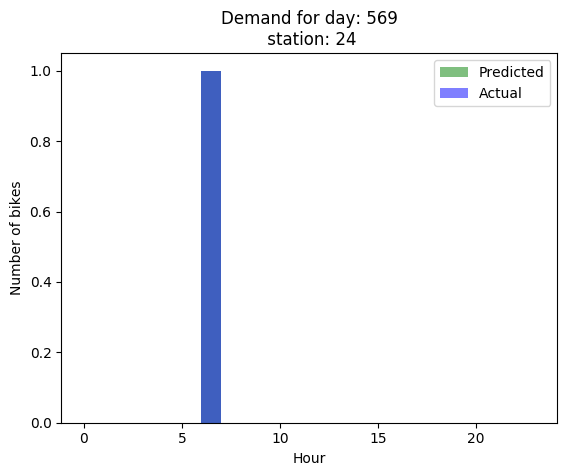 Demand for day: 569
station: 24
Predicted
Actual
Number of bikes
1.0
0.8
0.6
0.4
0.2
0.0
0 5 10 15 20
Hour